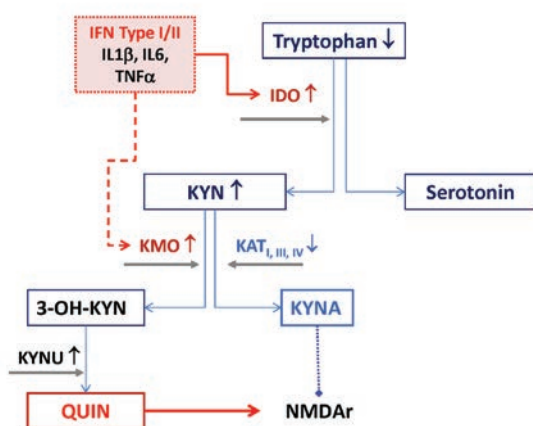 IFN Type I/II
IL1β, IL6,
TNFα
Tryptophan ↓
IDO ↑
KYN ↑
Serotonin
KMO ↑
KAT I, III, IV ↓
3-OH-KYN
KYNA
KYNU ↑
QUIN
NMDAr